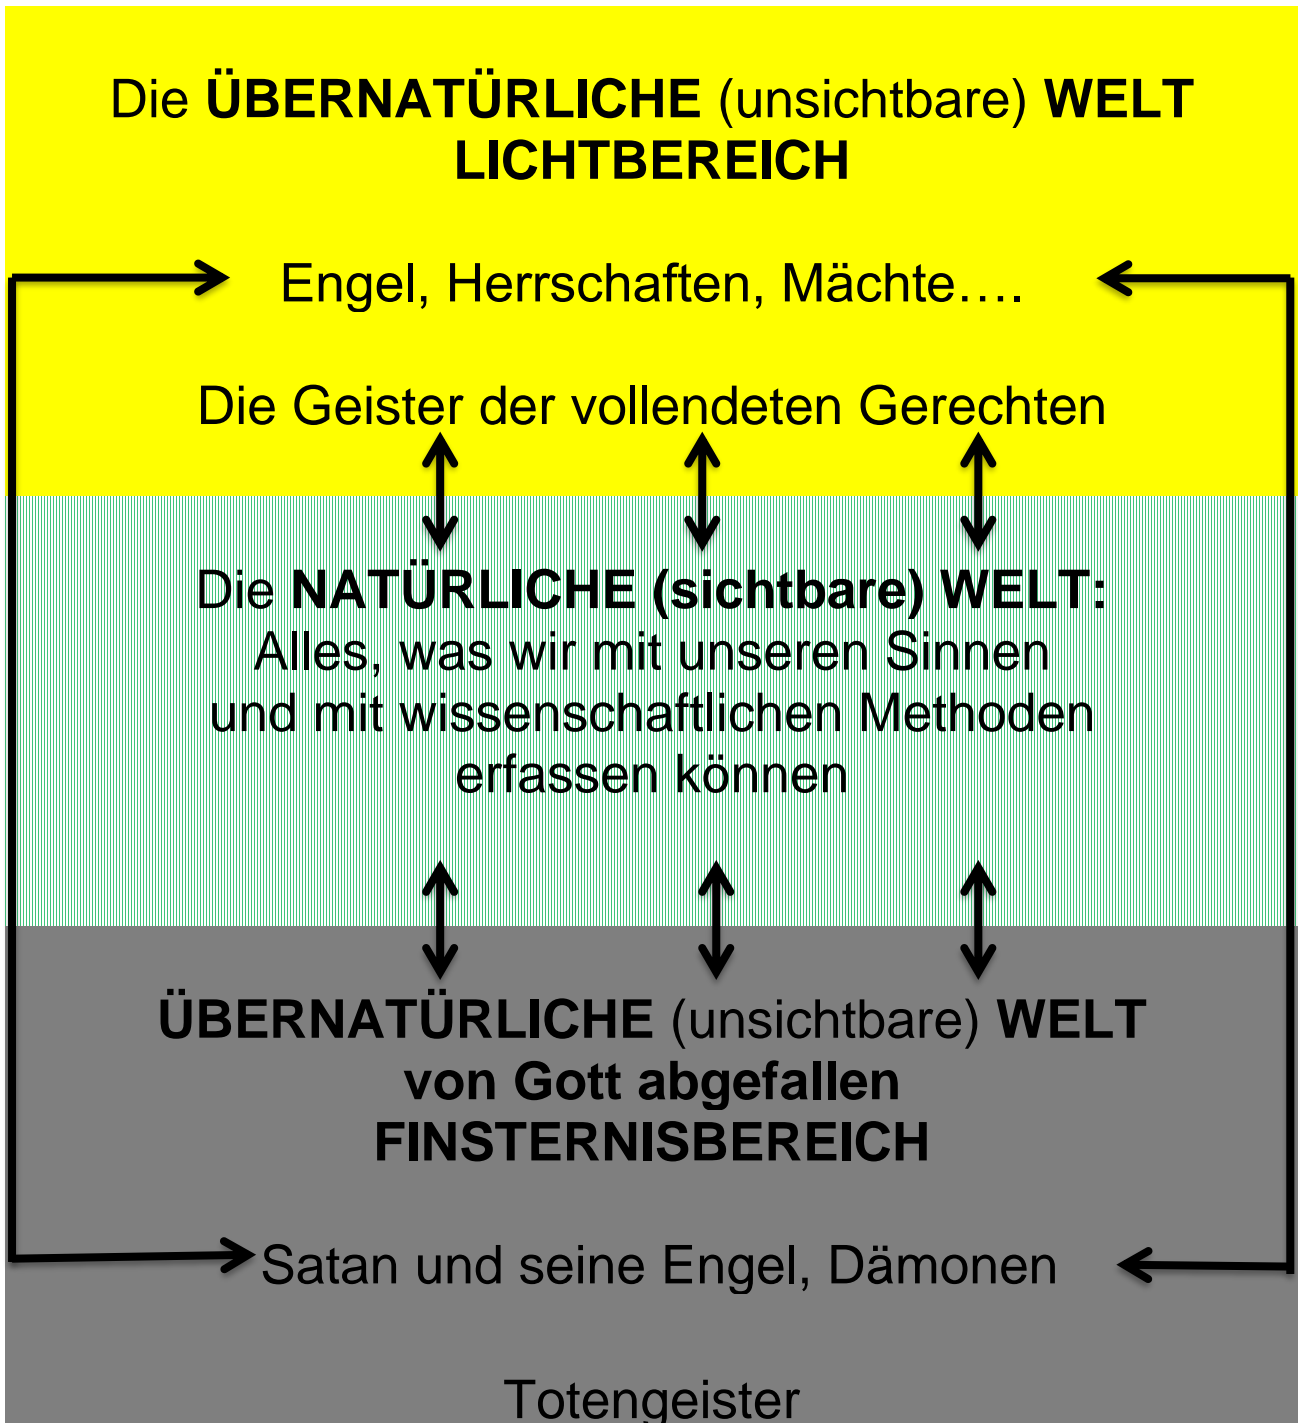 Die ÜBERNATÜRLICHE (unsichtbare) WELT
LICHTBEREICH
Engel, Herrschaften, Mächte….
Die Geister der vollendeten Gerechten
Die NATÜRLICHE (sichtbare) WELT:
Alles, was wir mit unseren Sinnen
und mit wissenschaftlichen Methoden
erfassen können
ÜBERNATÜRLICHE (unsichtbare) WELT
von Gott abgefallen
FINSTERNISBEREICH
Satan und seine Engel, Dämonen
Totengeister